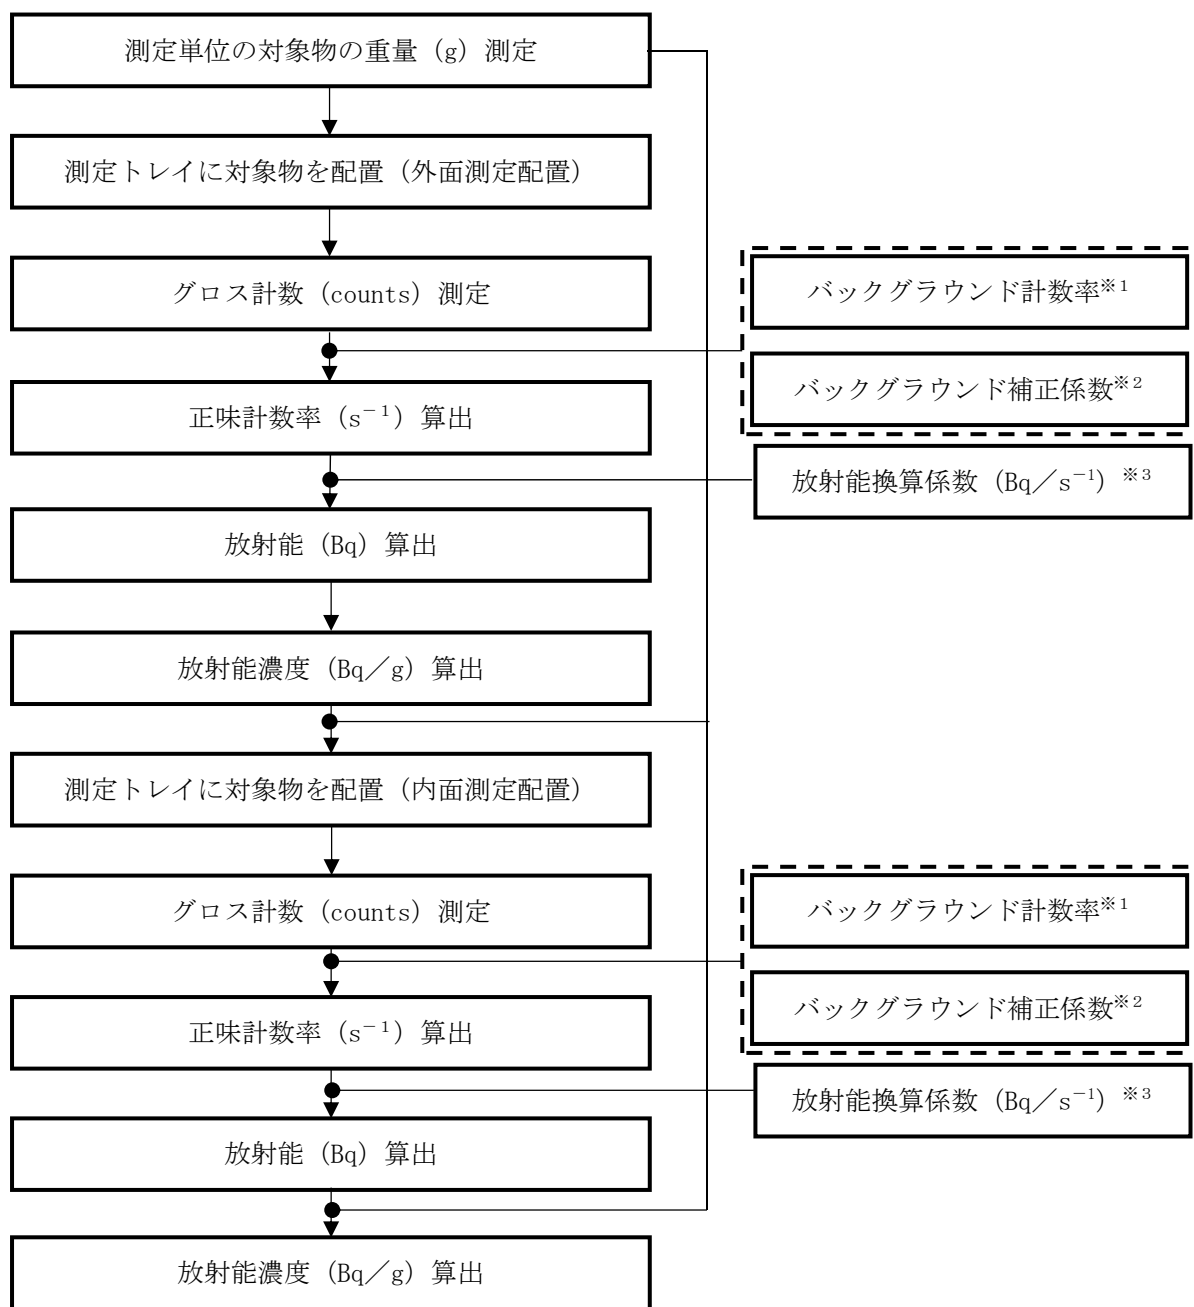 測定単位の対象物の重量（g）測定
測定トレイに対象物を配置（外面測定配置）
グロス計数（counts）測定
バックグラウンド計数率※1
バックグラウンド補正係数※2
正味計数率（s⁻¹）算出
放射能換算係数（Bq／s⁻¹）※3
放射能（Bq）算出
放射能濃度（Bq／g）算出
測定トレイに対象物を配置（内面測定配置）
グロス計数（counts）測定
バックグラウンド計数率※1
バックグラウンド補正係数※2
正味計数率（s⁻¹）算出
放射能換算係数（Bq／s⁻¹）※3
放射能（Bq）算出
放射能濃度（Bq／g）算出